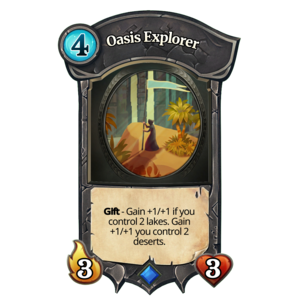 4
Oasis Explorer
Gift - Gain +1/+1 if you
control 2 lakes. Gain
+1/+1 you control 2
deserts.
3
3